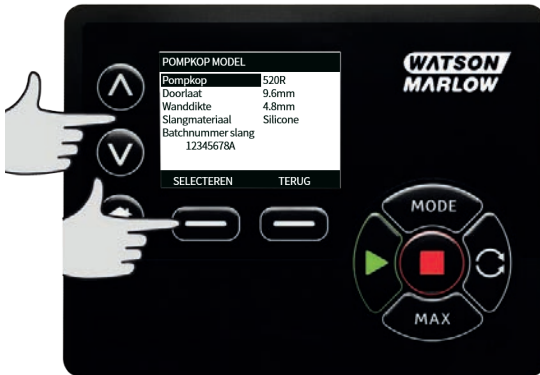 POMPKOP MODEL
Pompkop 520R
Doorlaat 9.6mm
Wanddikte 4.8mm
Slangmateriaal Silicone
Batchnummer slang
12345678A
SELECTEREN TERUG
WATSON
MARLOW
MODE
MAX